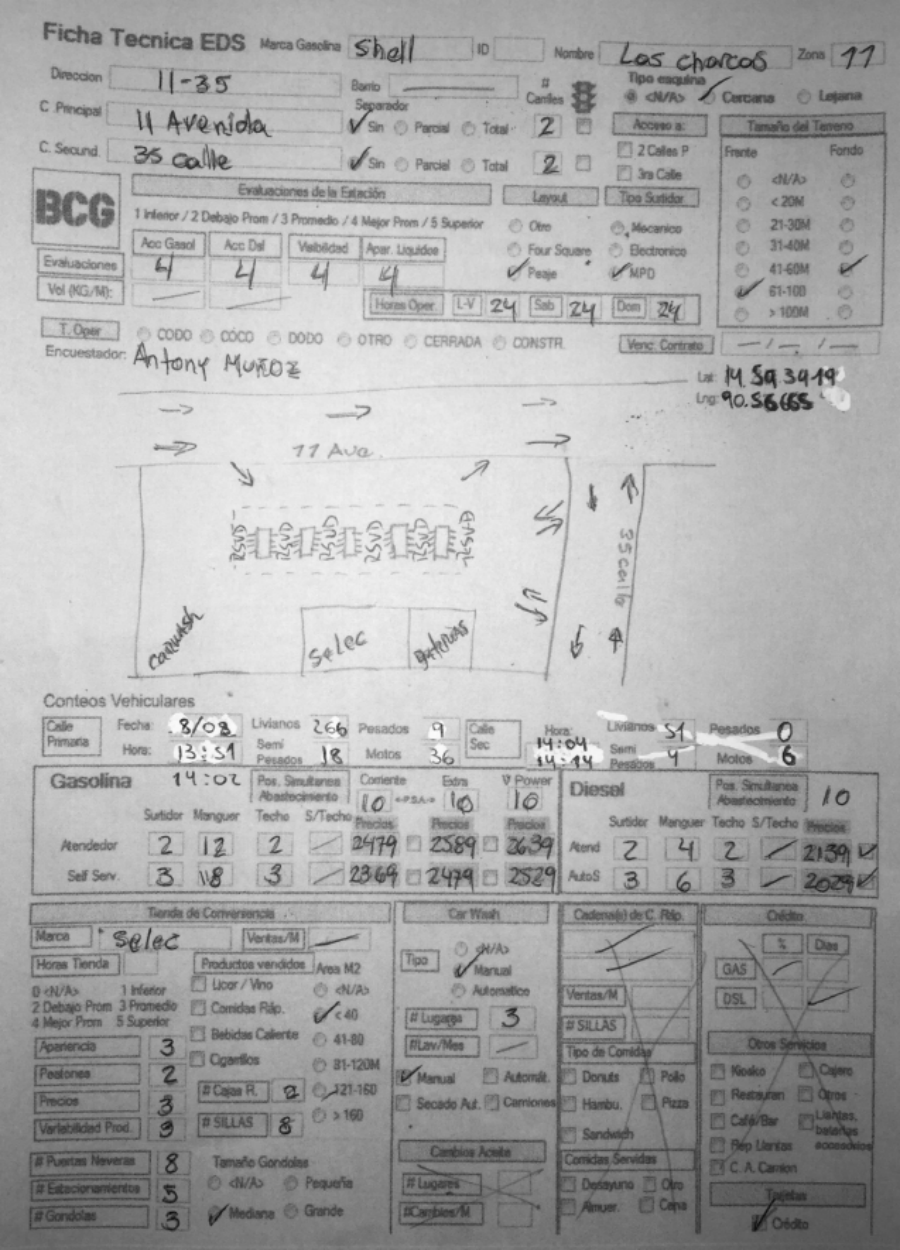 Ficha Tecnica EDS Marca Gasolina Shell ID Nombre Los charcos Zona 11
Direccion 11-35 Barrio # Carriles Tipo esquina <N/A> Cercana Lejana
C. Principal 11 Avenida Separador Sin Parcial Total 2 Acceso a: Tamaño del Terreno
C. Secund. 35 calle Sin Parcial Total 2 2 Calles P Frente Fondo
3ra Calle <N/A>
BCG Evaluaciones de la Estación Layout Tipo Surtidor < 20M
1 Inferior / 2 Debajo Prom / 3 Promedio / 4 Mejor Prom / 5 Superior Otro Mecanico 21-30M
Acc Gasol Acc Dsl Visibilidad Apar. Liquidos Four Square Electronico 31-40M
Evaluaciones 4 4 4 4 Peaje MPD 41-60M
Vol (KG/M): 61-100
Horas Oper. L-V 24 Sab 24 Dom 24 > 100M
T. Oper CODO COCO DODO OTRO CERRADA CONSTR. Venc. Contrato
Encuestador: Antony Muñoz
Lat:
Lng:
11 Ave.
RSVD RSVD RSVD RSVD RSVD RSVD
35 calle
carwash Selec Baterias
Conteos Vehiculares
Calle Primaria Fecha: 8/08 Livianos 266 Pesados 9 Calle Sec Hora: 14:04 Livianos 51 Pesados 0
Hora: 13:51 Semi Pesados 18 Motos 36 14:14 Semi Pesados 4 Motos 6
Gasolina 14:02 Pos. Simultanea Abastecimiento Corriente 10 Extra 10 V Power 10 Diesel Pos. Simultanea Abastecimiento 10
Surtidor Manguer Techo S/Techo Precios Precios Precios Surtidor Manguer Techo S/Techo Precios
Atendedor 2 12 2 2479 2589 2639 Atend 2 4 2 2139
Self Serv. 3 18 3 2369 2479 2529 AutoS 3 6 3 2029
Tienda de Conveniencia Car Wash Cadena(s) de C. Ráp. Crédito
Marca Selec Ventas/M Tipo <N/A> % Dias
Horas Tienda Productos vendidos Area M2 Manual GAS
0 <N/A> 1 Inferior Licor / Vino <N/A> Automatico Ventas/M DSL
2 Debajo Prom 3 Promedio Comidas Ráp. < 40 # Lugares 3 # SILLAS
4 Mejor Prom 5 Superior Bebidas Caliente 41-80 #Lav/Mes Tipo de Comidas Otros Servicios
Apariencia 3 Cigarrillos 81-120M Manual Automát. Donuts Pollo Kiosko Cajero
Peatones 2 # Cajas R. 2 121-160 Secado Aut. Camiones Hambu. Pizza Restauran Otros
Precios 3 # SILLAS 8 > 160 Sandwich Café/Bar Llantas, baterias accesorios
Variabilidad Prod. 3 Rep Llantas
# Puertas Neveras 8 Tamaño Gondolas Cambios Aceite Comidas Servidas C. A. Camion
# Estacionamientos 5 <N/A> Pequeña # Lugares Desayuno Otro Tarjetas
# Gondolas 3 Mediana Grande #Cambios/M Almuer. Cena Crédito